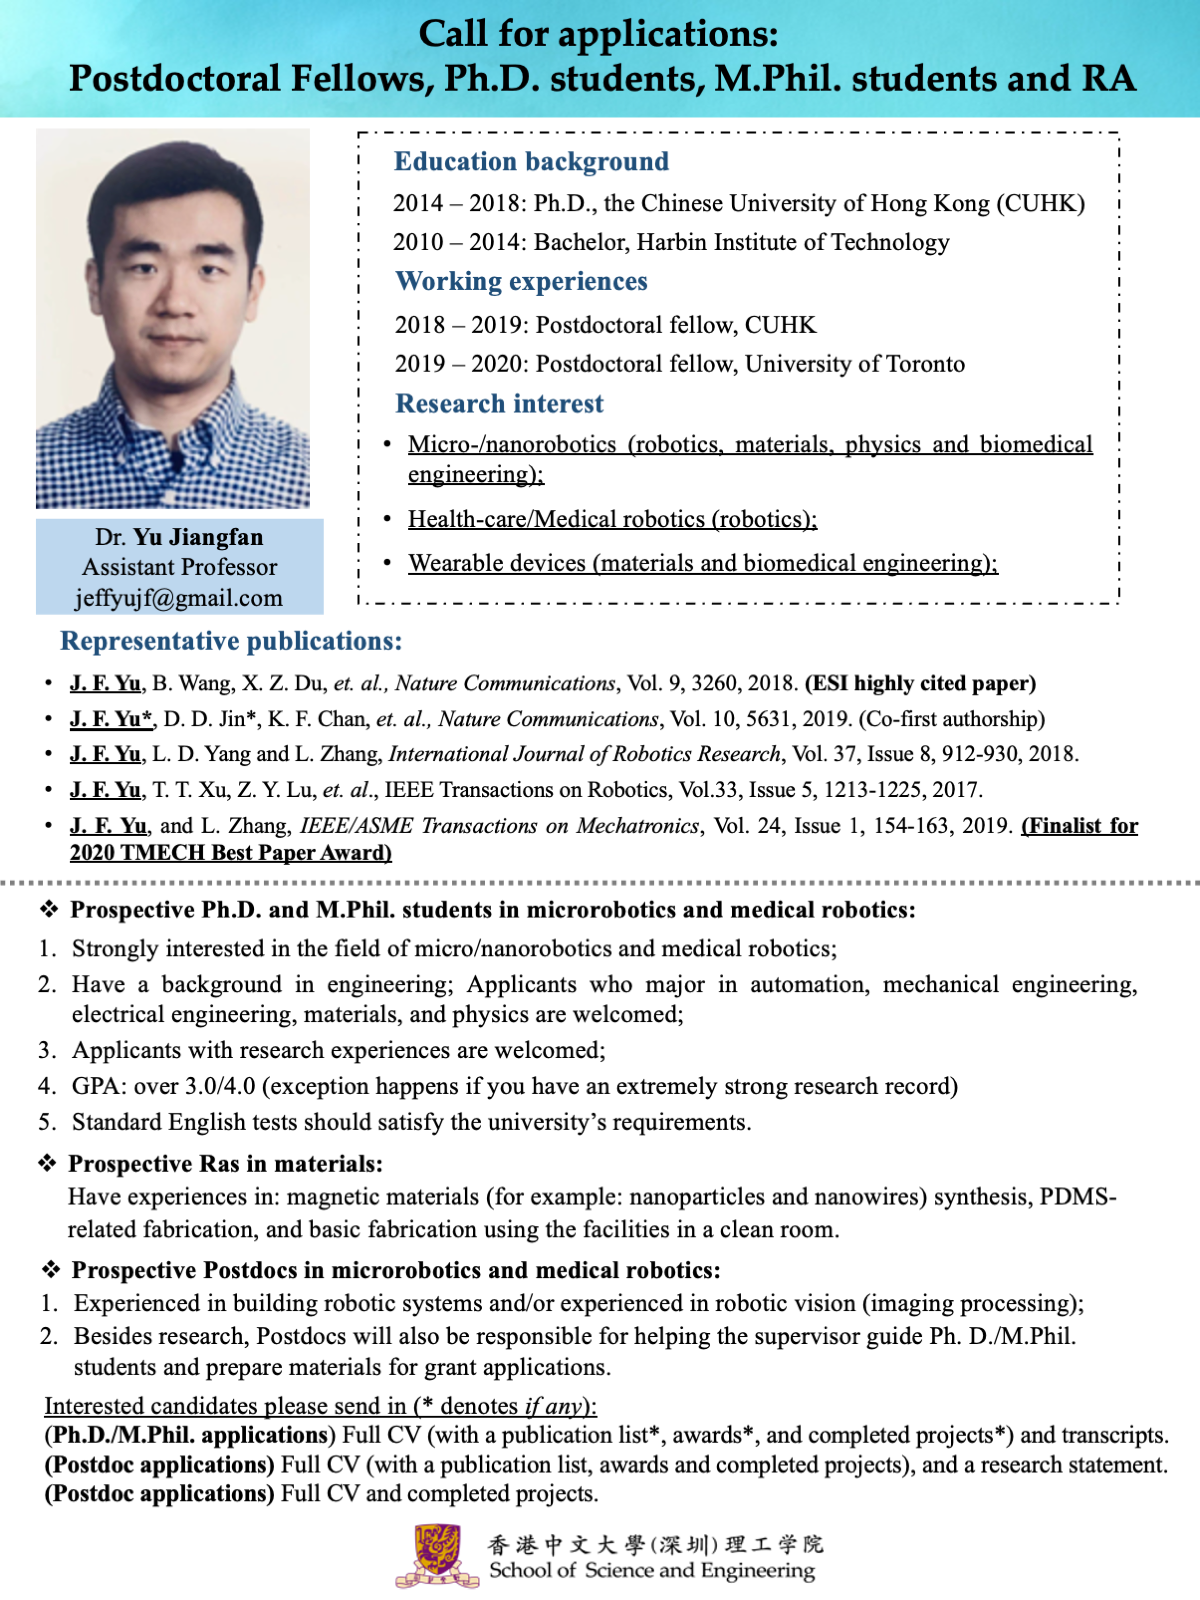 Call for applications:
Postdoctoral Fellows, Ph.D. students, M.Phil. students and RA
Dr. Yu Jiangfan
Assistant Professor
jeffyujf@gmail.com
Education background
2014 – 2018: Ph.D., the Chinese University of Hong Kong (CUHK)
2010 – 2014: Bachelor, Harbin Institute of Technology
Working experiences
2018 – 2019: Postdoctoral fellow, CUHK
2019 – 2020: Postdoctoral fellow, University of Toronto
Research interest
• Micro-/nanorobotics (robotics, materials, physics and biomedical
engineering);
• Health-care/Medical robotics (robotics);
• Wearable devices (materials and biomedical engineering);
Representative publications:
• J. F. Yu, B. Wang, X. Z. Du, et. al., Nature Communications, Vol. 9, 3260, 2018. (ESI highly cited paper)
• J. F. Yu*, D. D. Jin*, K. F. Chan, et. al., Nature Communications, Vol. 10, 5631, 2019. (Co-first authorship)
• J. F. Yu, L. D. Yang and L. Zhang, International Journal of Robotics Research, Vol. 37, Issue 8, 912-930, 2018.
• J. F. Yu, T. T. Xu, Z. Y. Lu, et. al., IEEE Transactions on Robotics, Vol.33, Issue 5, 1213-1225, 2017.
• J. F. Yu, and L. Zhang, IEEE/ASME Transactions on Mechatronics, Vol. 24, Issue 1, 154-163, 2019. (Finalist for
2020 TMECH Best Paper Award)
❖ Prospective Ph.D. and M.Phil. students in microrobotics and medical robotics:
1. Strongly interested in the field of micro/nanorobotics and medical robotics;
2. Have a background in engineering; Applicants who major in automation, mechanical engineering,
electrical engineering, materials, and physics are welcomed;
3. Applicants with research experiences are welcomed;
4. GPA: over 3.0/4.0 (exception happens if you have an extremely strong research record)
5. Standard English tests should satisfy the university’s requirements.
❖ Prospective Ras in materials:
Have experiences in: magnetic materials (for example: nanoparticles and nanowires) synthesis, PDMS-
related fabrication, and basic fabrication using the facilities in a clean room.
❖ Prospective Postdocs in microrobotics and medical robotics:
1. Experienced in building robotic systems and/or experienced in robotic vision (imaging processing);
2. Besides research, Postdocs will also be responsible for helping the supervisor guide Ph. D./M.Phil.
students and prepare materials for grant applications.
Interested candidates please send in (* denotes if any):
(Ph.D./M.Phil. applications) Full CV (with a publication list*, awards*, and completed projects*) and transcripts.
(Postdoc applications) Full CV (with a publication list, awards and completed projects), and a research statement.
(Postdoc applications) Full CV and completed projects.
香港中文大學(深圳)理工学院
School of Science and Engineering